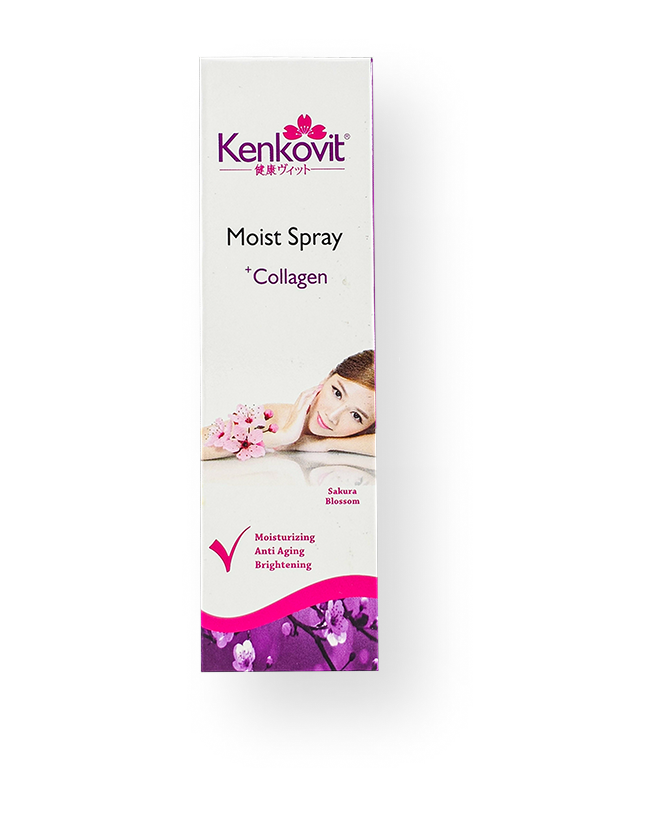 Kenkovit®
健康ヴィット
Moist Spray
+Collagen
Sakura
Blossom
Moisturizing
Anti Aging
Brightening